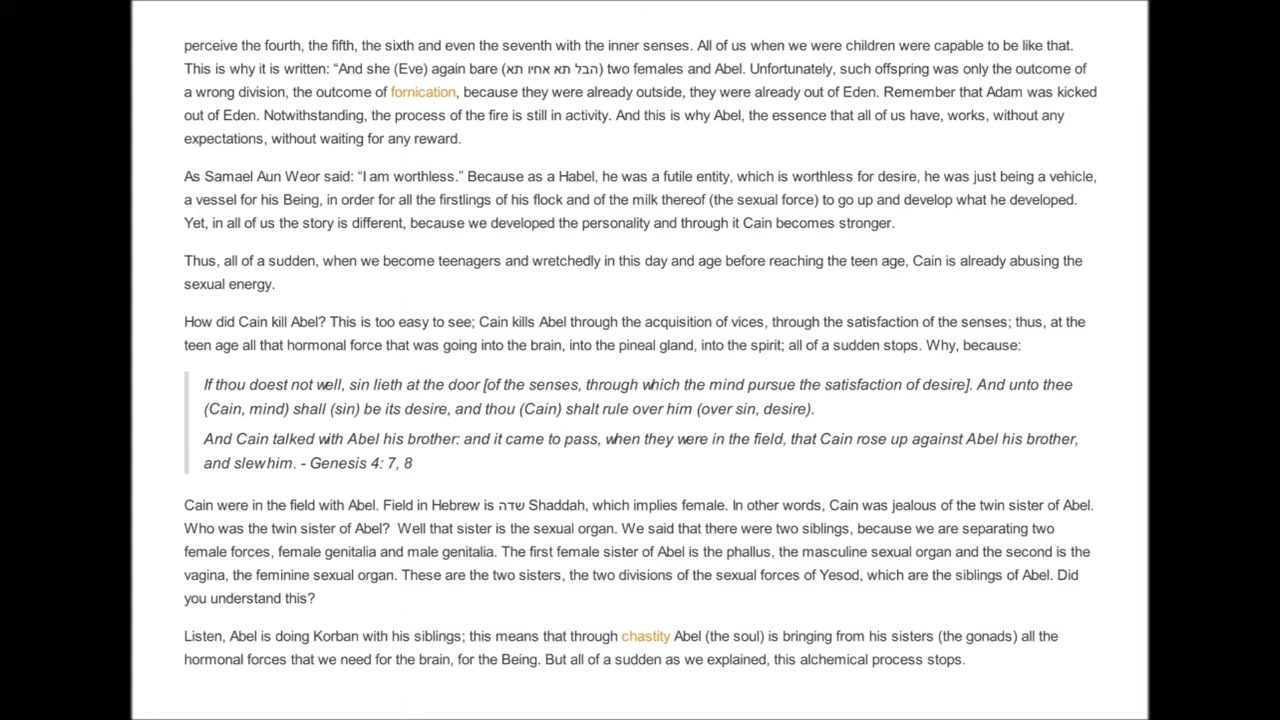 perceive the fourth, the fifth, the sixth and even the seventh with the inner senses. All of us when we were children were capable to be like that.
This is why it is written: “And she (Eve) again bare (הבל תא אחיו תא) two females and Abel. Unfortunately, such offspring was only the outcome of
a wrong division, the outcome of fornication, because they were already outside, they were already out of Eden. Remember that Adam was kicked
out of Eden. Notwithstanding, the process of the fire is still in activity. And this is why Abel, the essence that all of us have, works, without any
expectations, without waiting for any reward.
As Samael Aun Weor said: “I am worthless.” Because as a Habel, he was a futile entity, which is worthless for desire, he was just being a vehicle,
a vessel for his Being, in order for all the firstlings of his flock and of the milk thereof (the sexual force) to go up and develop what he developed.
Yet, in all of us the story is different, because we developed the personality and through it Cain becomes stronger.
Thus, all of a sudden, when we become teenagers and wretchedly in this day and age before reaching the teen age, Cain is already abusing the
sexual energy.
How did Cain kill Abel? This is too easy to see; Cain kills Abel through the acquisition of vices, through the satisfaction of the senses; thus, at the
teen age all that hormonal force that was going into the brain, into the pineal gland, into the spirit; all of a sudden stops. Why, because:
If thou doest not well, sin lieth at the door [of the senses, through which the mind pursue the satisfaction of desire]. And unto thee
(Cain, mind) shall (sin) be its desire, and thou (Cain) shalt rule over him (over sin, desire).
And Cain talked with Abel his brother: and it came to pass, when they were in the field, that Cain rose up against Abel his brother,
and slew him. - Genesis 4: 7, 8
Cain were in the field with Abel. Field in Hebrew is שדה Shaddah, which implies female. In other words, Cain was jealous of the twin sister of Abel.
Who was the twin sister of Abel? Well that sister is the sexual organ. We said that there were two siblings, because we are separating two
female forces, female genitalia and male genitalia. The first female sister of Abel is the phallus, the masculine sexual organ and the second is the
vagina, the feminine sexual organ. These are the two sisters, the two divisions of the sexual forces of Yesod, which are the siblings of Abel. Did
you understand this?
Listen, Abel is doing Korban with his siblings; this means that through chastity Abel (the soul) is bringing from his sisters (the gonads) all the
hormonal forces that we need for the brain, for the Being. But all of a sudden as we explained, this alchemical process stops.